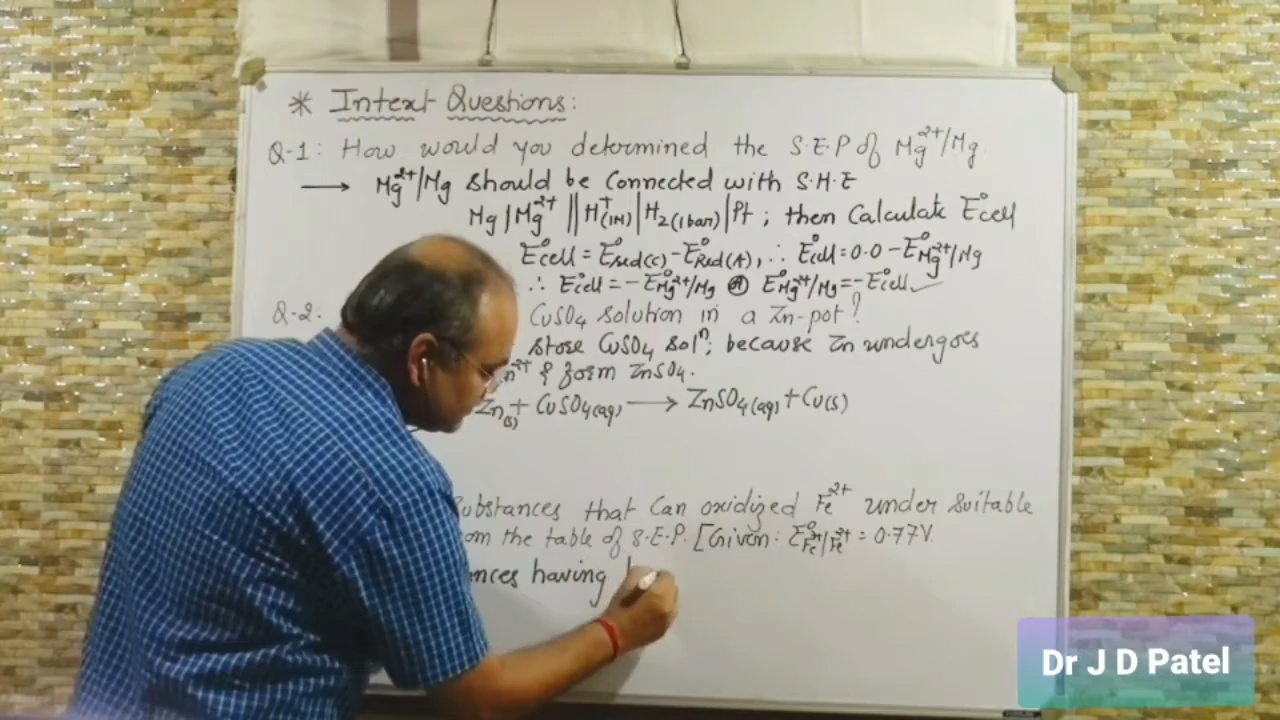 * Intext Questions:
Q-1: How would you determined the S.E.P of Mg²⁺/Mg.
→ Mg²⁺/Mg should be connected with S.H.E
Mg | Mg²⁺ || H⁺(1M) | H₂(1bar) | Pt ; then calculate E°cell
E°cell = E°red(c) - E°Red(A), ∴ E°cell = 0.0 - E°Mg²⁺/Mg
∴ E°cell = - E°Mg²⁺/Mg OR E°Mg²⁺/Mg = - E°cell
Q-2. CuSO₄ solution in a Zn-pot?
store CuSO₄ solⁿ; because Zn undergoes
n²⁺ & form ZnSO₄.
Zn(s) + CuSO₄(aq) → ZnSO₄(aq) + Cu(s)
Substances that can oxidized Fe²⁺ under suitable
om the table of S.E.P. [Given: E°Fe³⁺/Fe²⁺ = 0.77V
nces having
Dr J D Patel